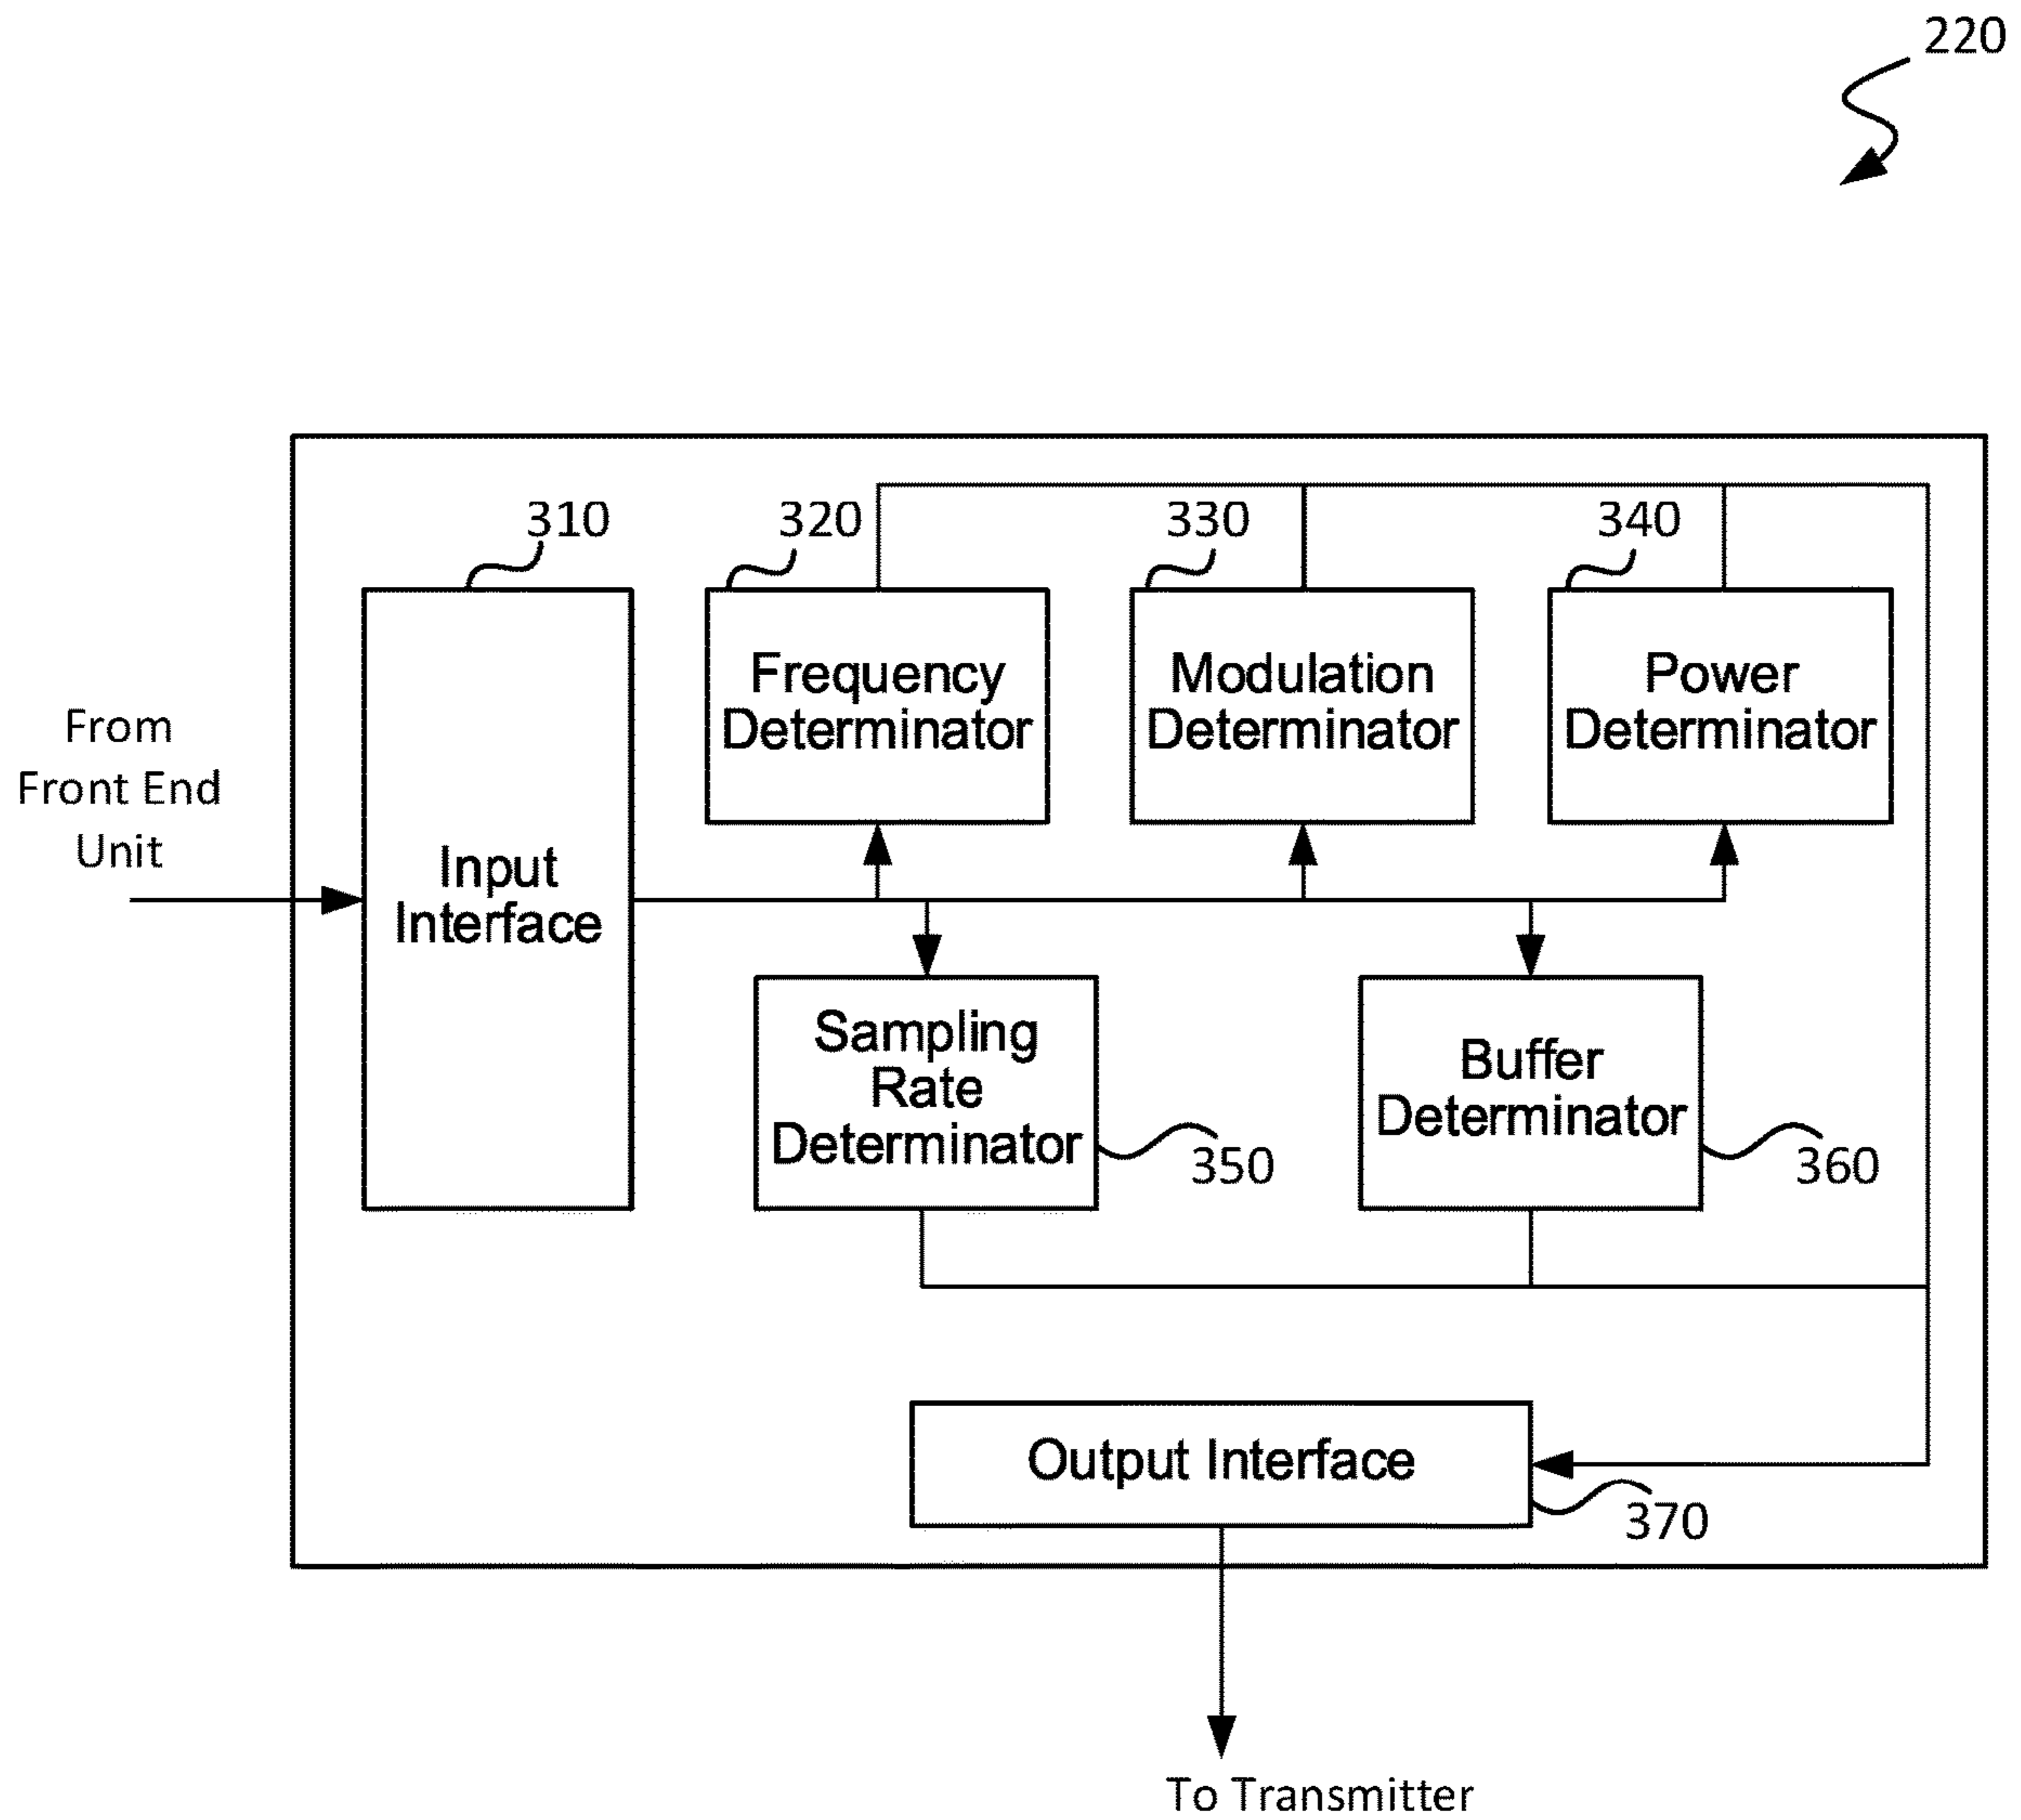 220
310
320
330
340
Frequency
Determinator
Modulation
Determinator
Power
Determinator
From
Front End
Unit
Input
Interface
Sampling
Rate
Determinator
350
Buffer
Determinator
360
Output Interface
370
To Transmitter